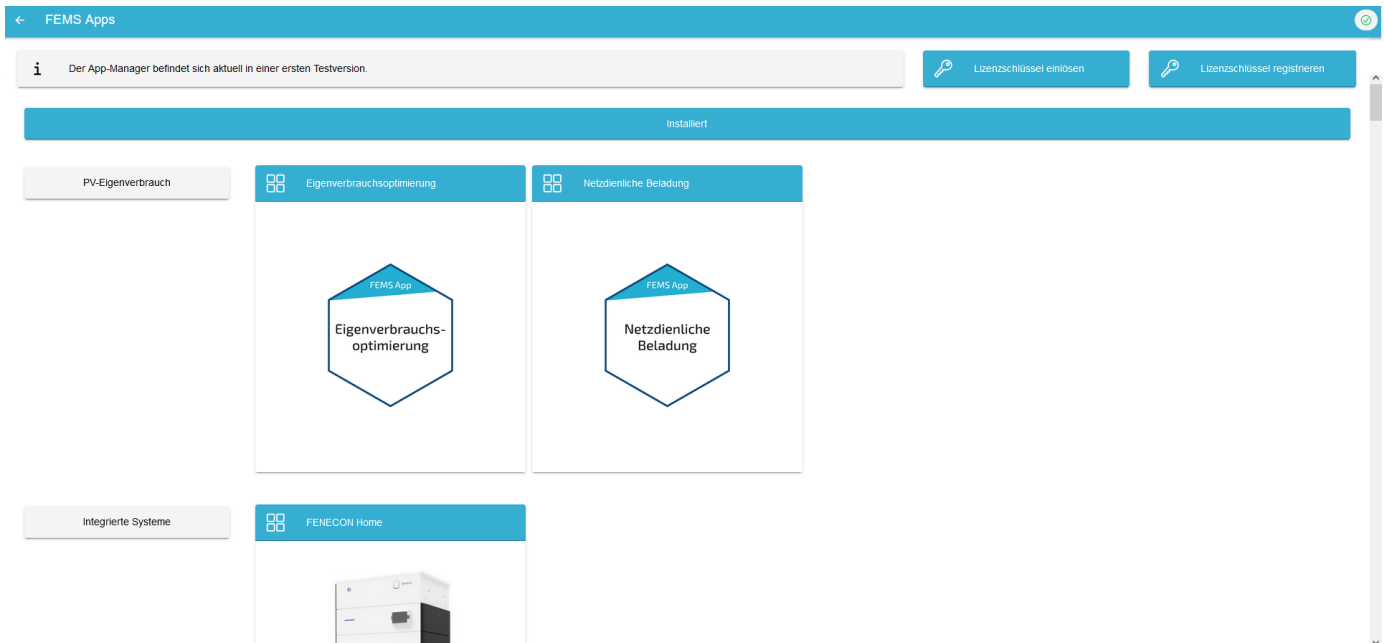 FEMS Apps
Der App-Manager befindet sich aktuell in einer ersten Testversion.
Lizenzschlüssel einlösen
Lizenzschlüssel registrieren
Installiert
PV-Eigenverbrauch
Eigenverbrauchsoptimierung
Netzdienliche Beladung
FEMS App
Eigenverbrauchs-
optimierung
FEMS App
Netzdienliche
Beladung
Integrierte Systeme
FENECON Home